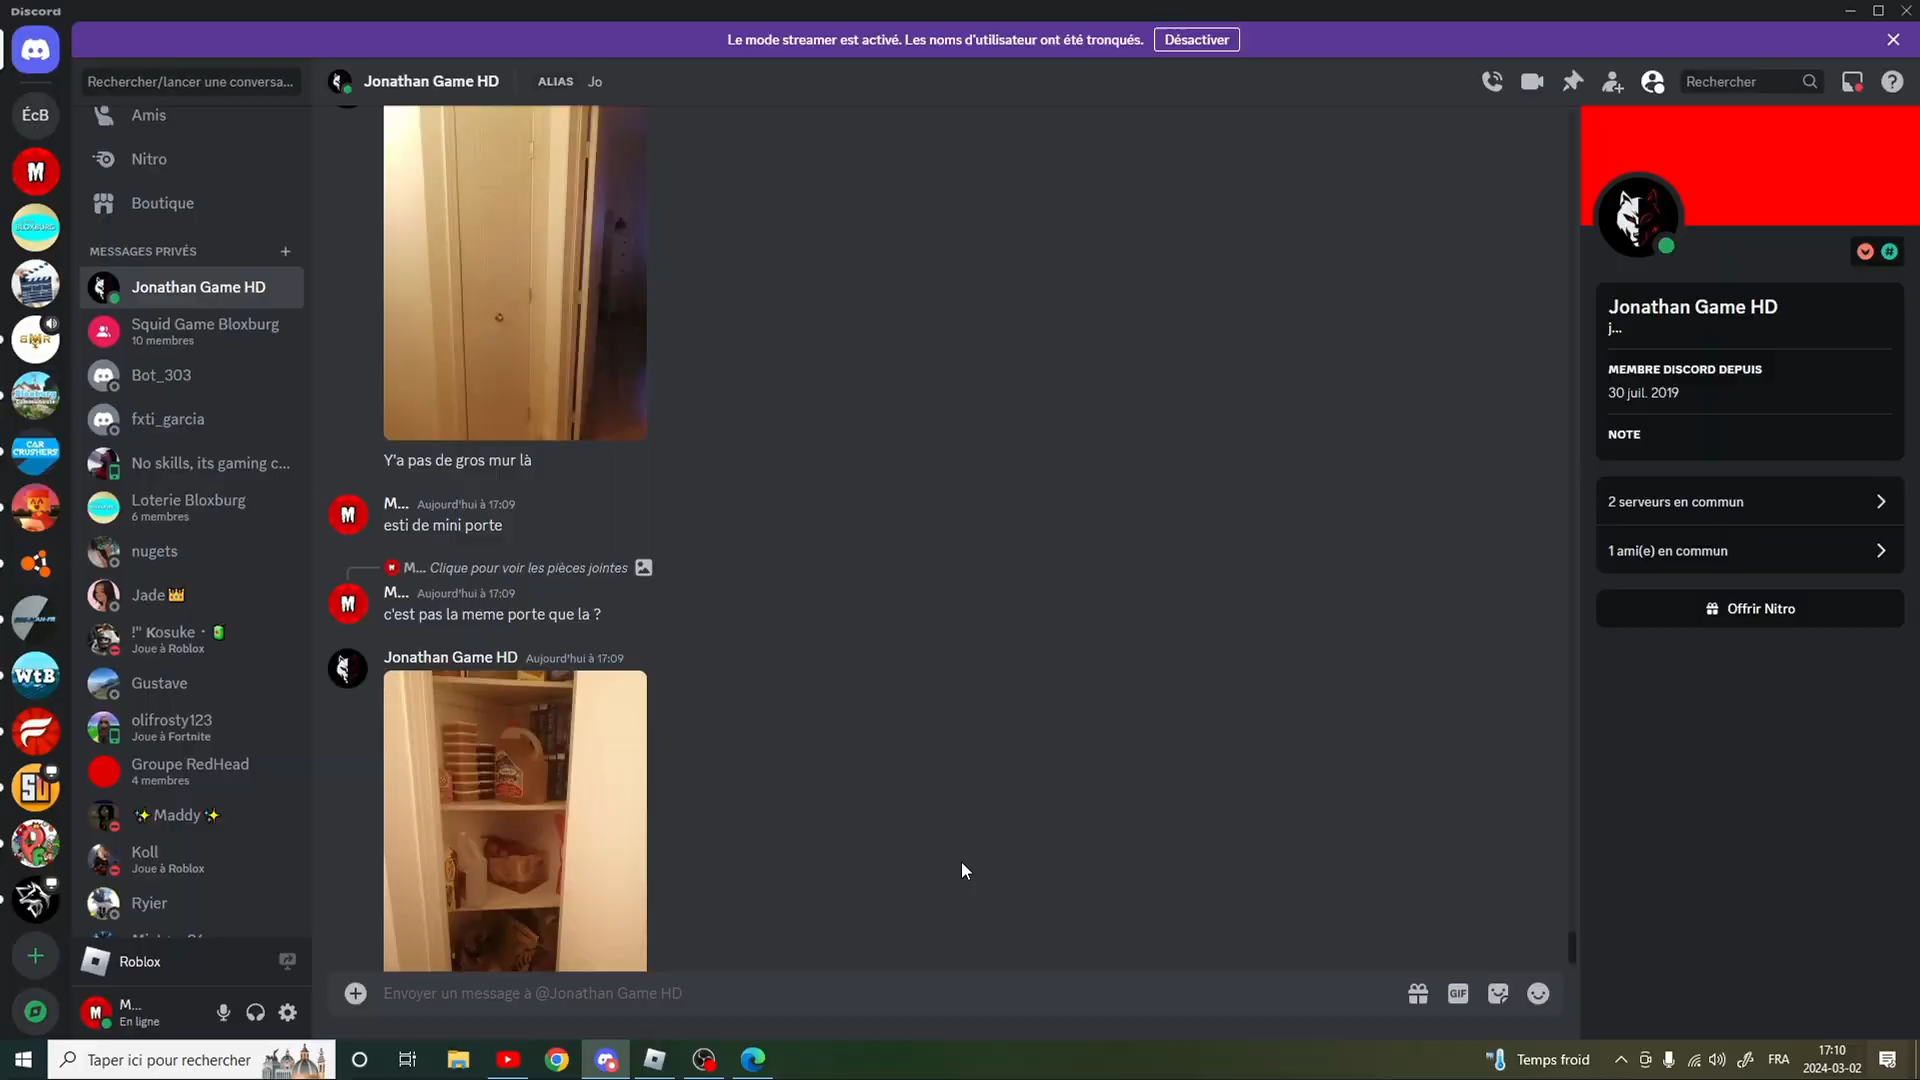 Discord
Le mode streamer est activé. Les noms d'utilisateur ont été tronqués.
Désactiver
Rechercher/lancer une conversa...
Jonathan Game HD
ALIAS
Jo
Rechercher
ÉcB
Amis
Nitro
Boutique
MESSAGES PRIVÉS
Jonathan Game HD
Squid Game Bloxburg
10 membres
Bot_303
fxti_garcia
No skills, its gaming c...
Loterie Bloxburg
6 membres
nugets
Jade
!" Kosuke ·
Joue à Roblox
Gustave
olifrosty123
Joue à Fortnite
Groupe RedHead
4 membres
Maddy
Koll
Joue à Roblox
Ryier
Roblox
M...
En ligne
M
BLOXBURG
CAR CRUSHERS
WTB
SU
Y'a pas de gros mur là
M... Aujourd'hui à 17:09
esti de mini porte
M... Clique pour voir les pièces jointes
M... Aujourd'hui à 17:09
c'est pas la meme porte que la ?
Jonathan Game HD Aujourd'hui à 17:09
Envoyer un message à @Jonathan Game HD
GIF
Jonathan Game HD
j...
MEMBRE DISCORD DEPUIS
30 juil. 2019
NOTE
2 serveurs en commun
1 ami(e) en commun
Offrir Nitro
Taper ici pour rechercher
Temps froid
FRA
17:10
2024-03-02